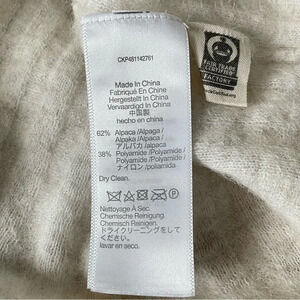 CKP481142761
Made In China
Fabriqué En Chine
Hergestellt In China
Vervaardigd In China
中国製
hecho en china
62% Alpaca /Alpaga /
Alpaka /Alpaca /
アルパカ /alpaca
38% Polyamide /Polyamide /
Polyamid /Polyamide /
ナイロン /poliamida
Dry Clean.
Nettoyage À Sec.
Chemische Reinigung.
Chemisch Reinigen.
ドライクリーニングをして
ください
lavar en seco.
FAIR TRADE
CERTIFIED
FACTORY